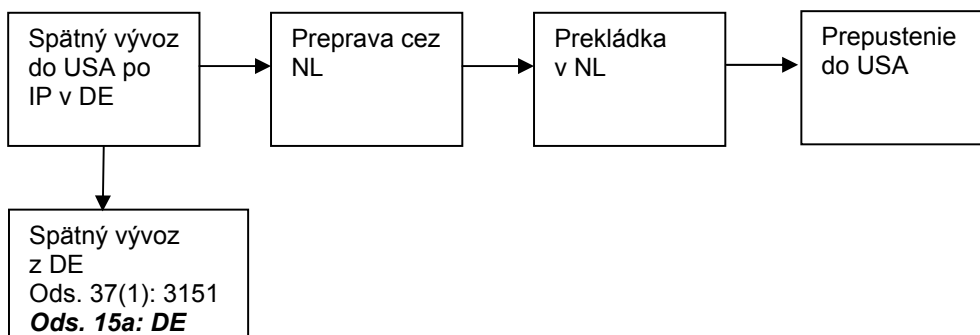 Spätný vývoz
do USA po
IP v DE
Preprava cez
NL
Prekládka
v NL
Prepustenie
do USA
Spätný vývoz
z DE
Ods. 37(1): 3151
Ods. 15a: DE